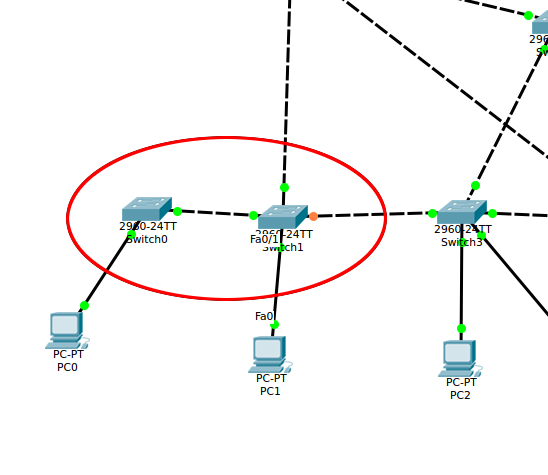 296
Sw
2960-24TT
Switch0
2960-24TT
Fa0/1
Switch1
2960-24TT
Switch3
Fa0/
PC-PT
PC0
PC-PT
PC1
PC-PT
PC2